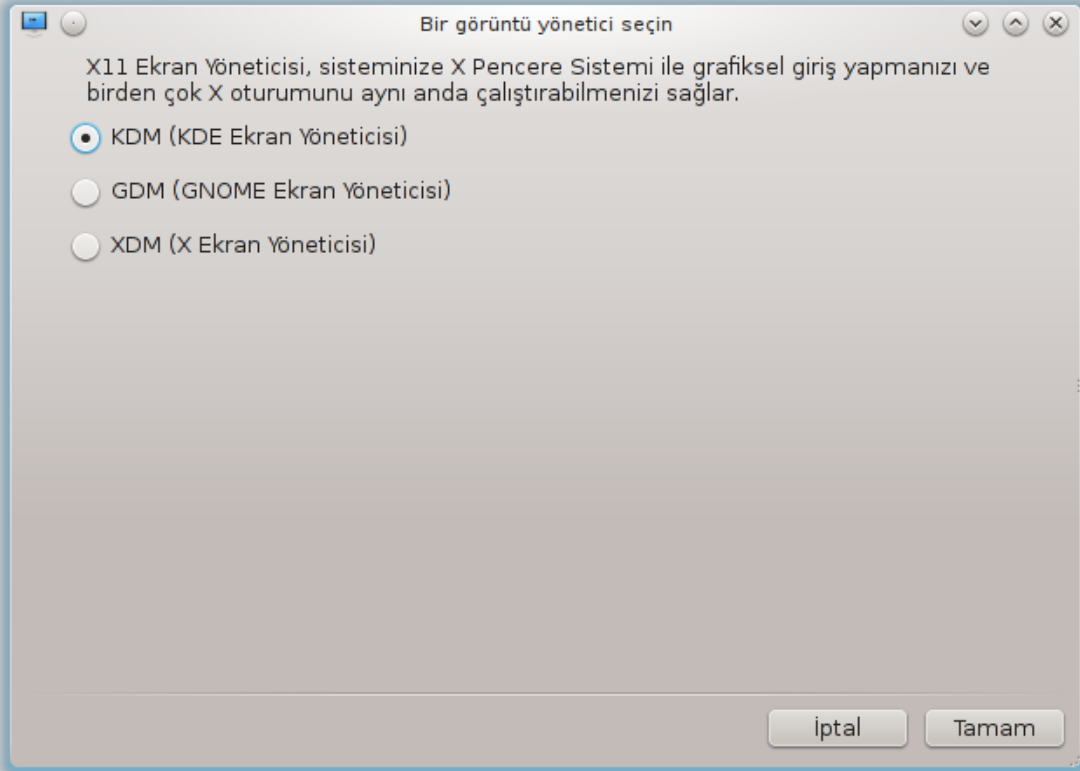 Bir görüntü yönetici seçin
X11 Ekran Yöneticisi, sisteminize X Pencere Sistemi ile grafiksel giriş yapmanızı ve
birden çok X oturumunu aynı anda çalıştırabilmenizi sağlar.
KDM (KDE Ekran Yöneticisi)
GDM (GNOME Ekran Yöneticisi)
XDM (X Ekran Yöneticisi)
İptal
Tamam